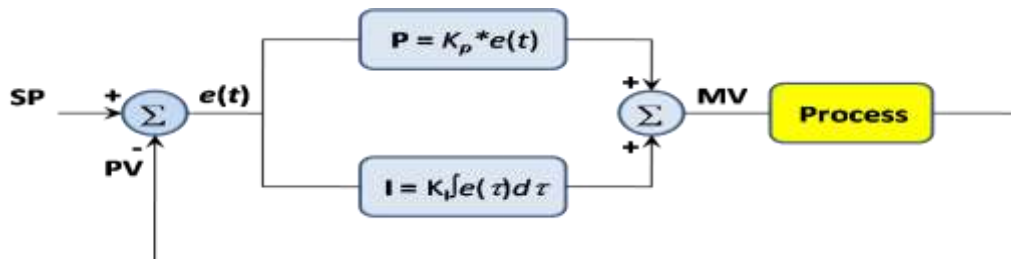 P = Kp*e(t)
SP
+
Σ
e(t)
-
PV
+
Σ
+
MV
Process
I = Ki∫e(τ)dτ